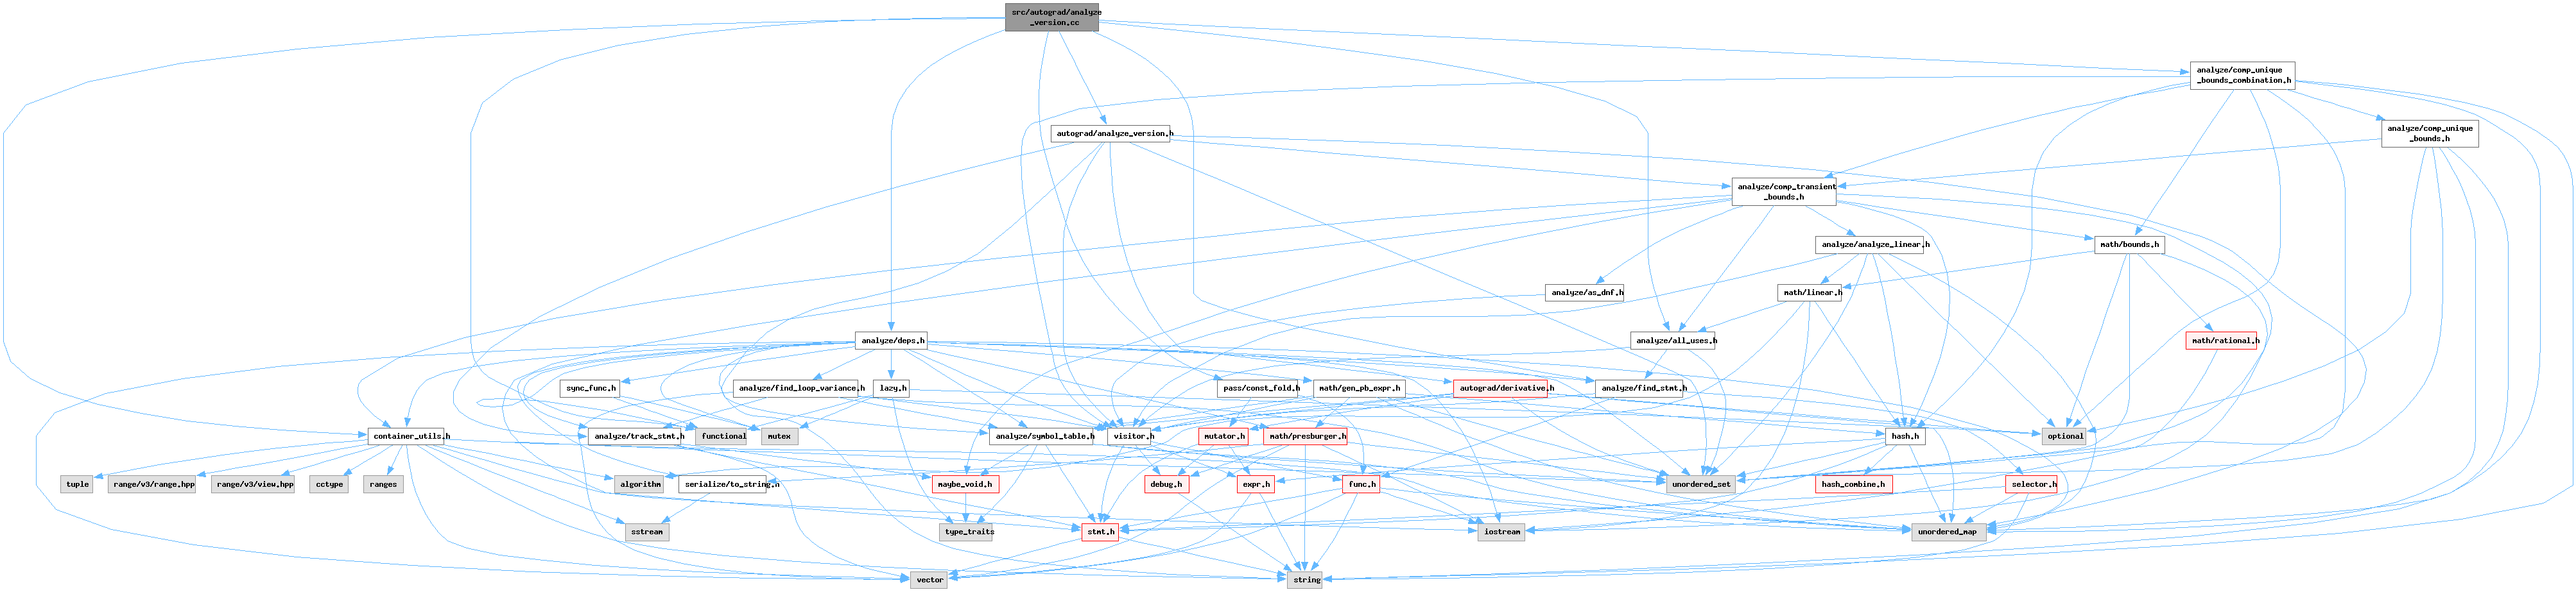 src/autograd/analyze
_version.cc
analyze/comp_unique
_bounds_combination.h
autograd/analyze_version.h
analyze/comp_unique
_bounds.h
analyze/comp_transient
_bounds.h
analyze/analyze_linear.h
math/bounds.h
analyze/as_dnf.h
math/linear.h
analyze/deps.h
analyze/all_uses.h
math/rational.h
sync_func.h
analyze/find_loop_variance.h
lazy.h
pass/const_fold.h
math/gen_pb_expr.h
autograd/derivative.h
analyze/find_stmt.h
container_utils.h
analyze/track_stmt.h
functional
mutex
analyze/symbol_table.h
visitor.h
mutator.h
math/presburger.h
hash.h
optional
tuple
range/v3/range.hpp
range/v3/view.hpp
cctype
ranges
algorithm
serialize/to_string.h
maybe_void.h
debug.h
expr.h
func.h
unordered_set
hash_combine.h
selector.h
sstream
type_traits
stmt.h
iostream
unordered_map
vector
string